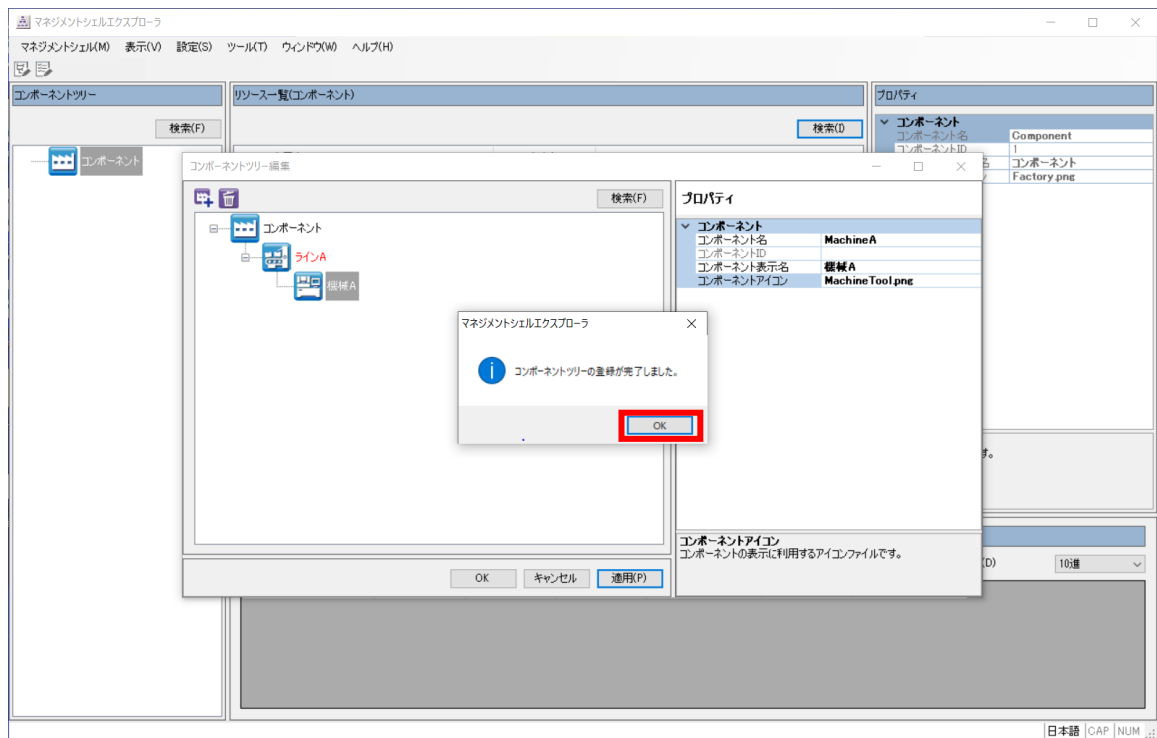 マネジメントシェルエクスプローラ
マネジメントシェル(M) 表示(V) 設定(S) ツール(T) ウィンドウ(W) ヘルプ(H)
コンポーネントツリー
検索(F)
コンポーネント
リソース一覧(コンポーネント)
検索(I)
プロパティ
コンポーネント
コンポーネント名 Component
コンポーネントID 1
名 コンポーネント
Factory.png
コンポーネントツリー編集
検索(F)
コンポーネント
ラインA
機械A
プロパティ
コンポーネント
コンポーネント名 MachineA
コンポーネントID
コンポーネント表示名 機械A
コンポーネントアイコン MachineTool.png
マネジメントシェルエクスプローラ
コンポーネントツリーの登録が完了しました。
OK
す。
コンポーネントアイコン
コンポーネントの表示に利用するアイコンファイルです。
OK キャンセル 適用(P)
(D) 10進
日本語 CAP NUM